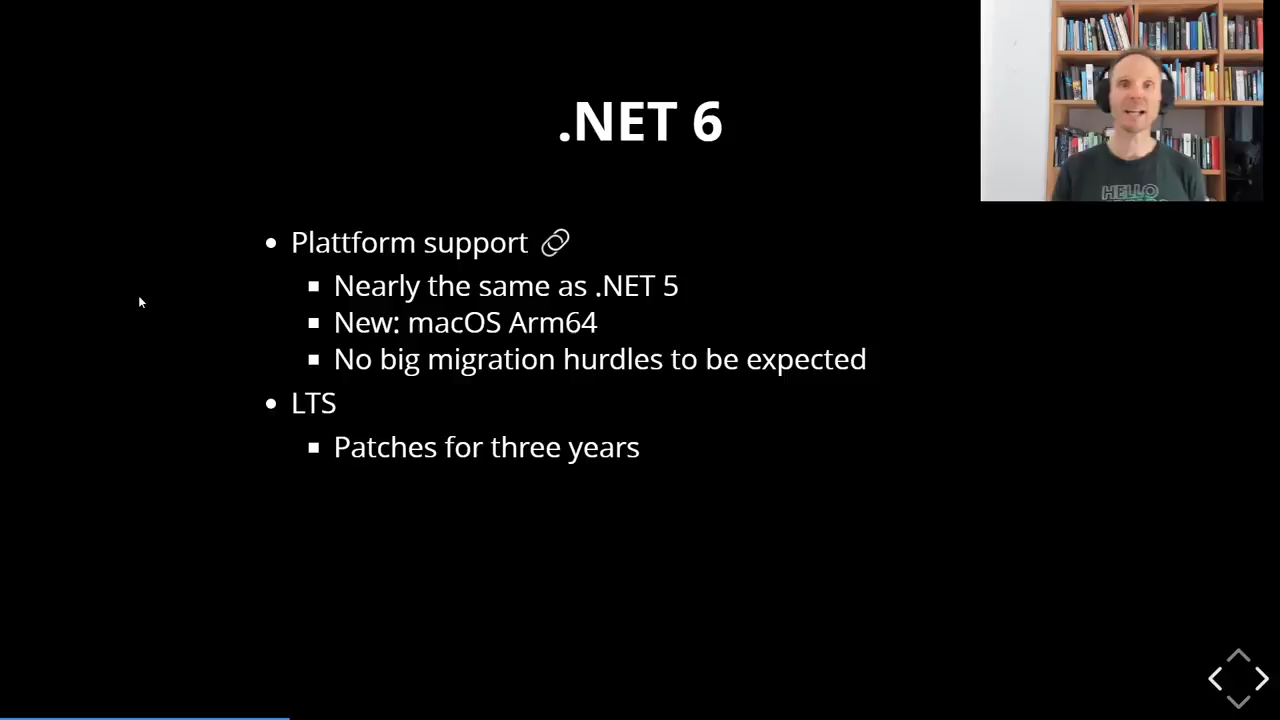 .NET 6
Plattform support
Nearly the same as .NET 5
New: macOS Arm64
No big migration hurdles to be expected
LTS
Patches for three years
HELLO